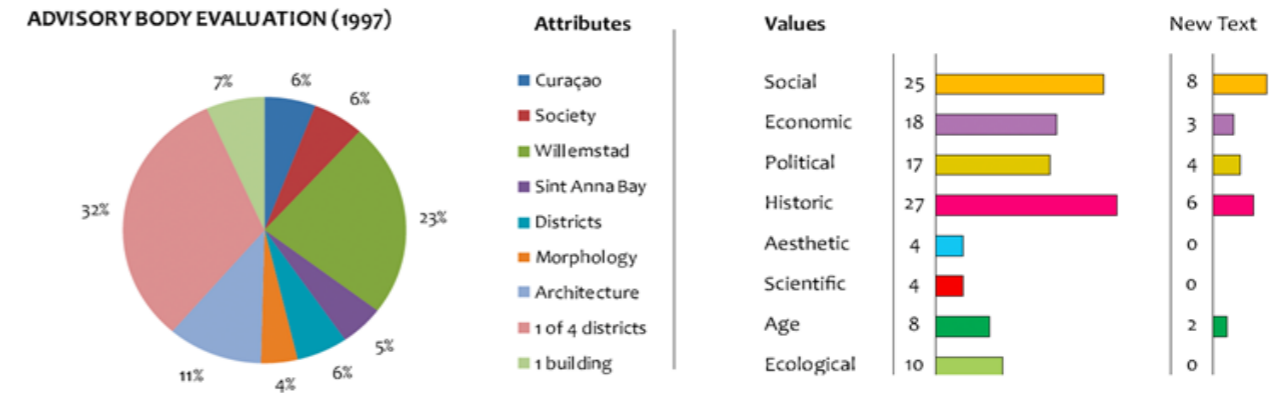 ADVISORY BODY EVALUATION (1997)
7%
6%
6%
32%
23%
5%
11%
6%
4%
Attributes
Curaçao
Society
Willemstad
Sint Anna Bay
Districts
Morphology
Architecture
1 of 4 districts
1 building
Values
New Text
Social 25 8
Economic 18 3
Political 17 4
Historic 27 6
Aesthetic 4 0
Scientific 4 0
Age 8 2
Ecological 10 0